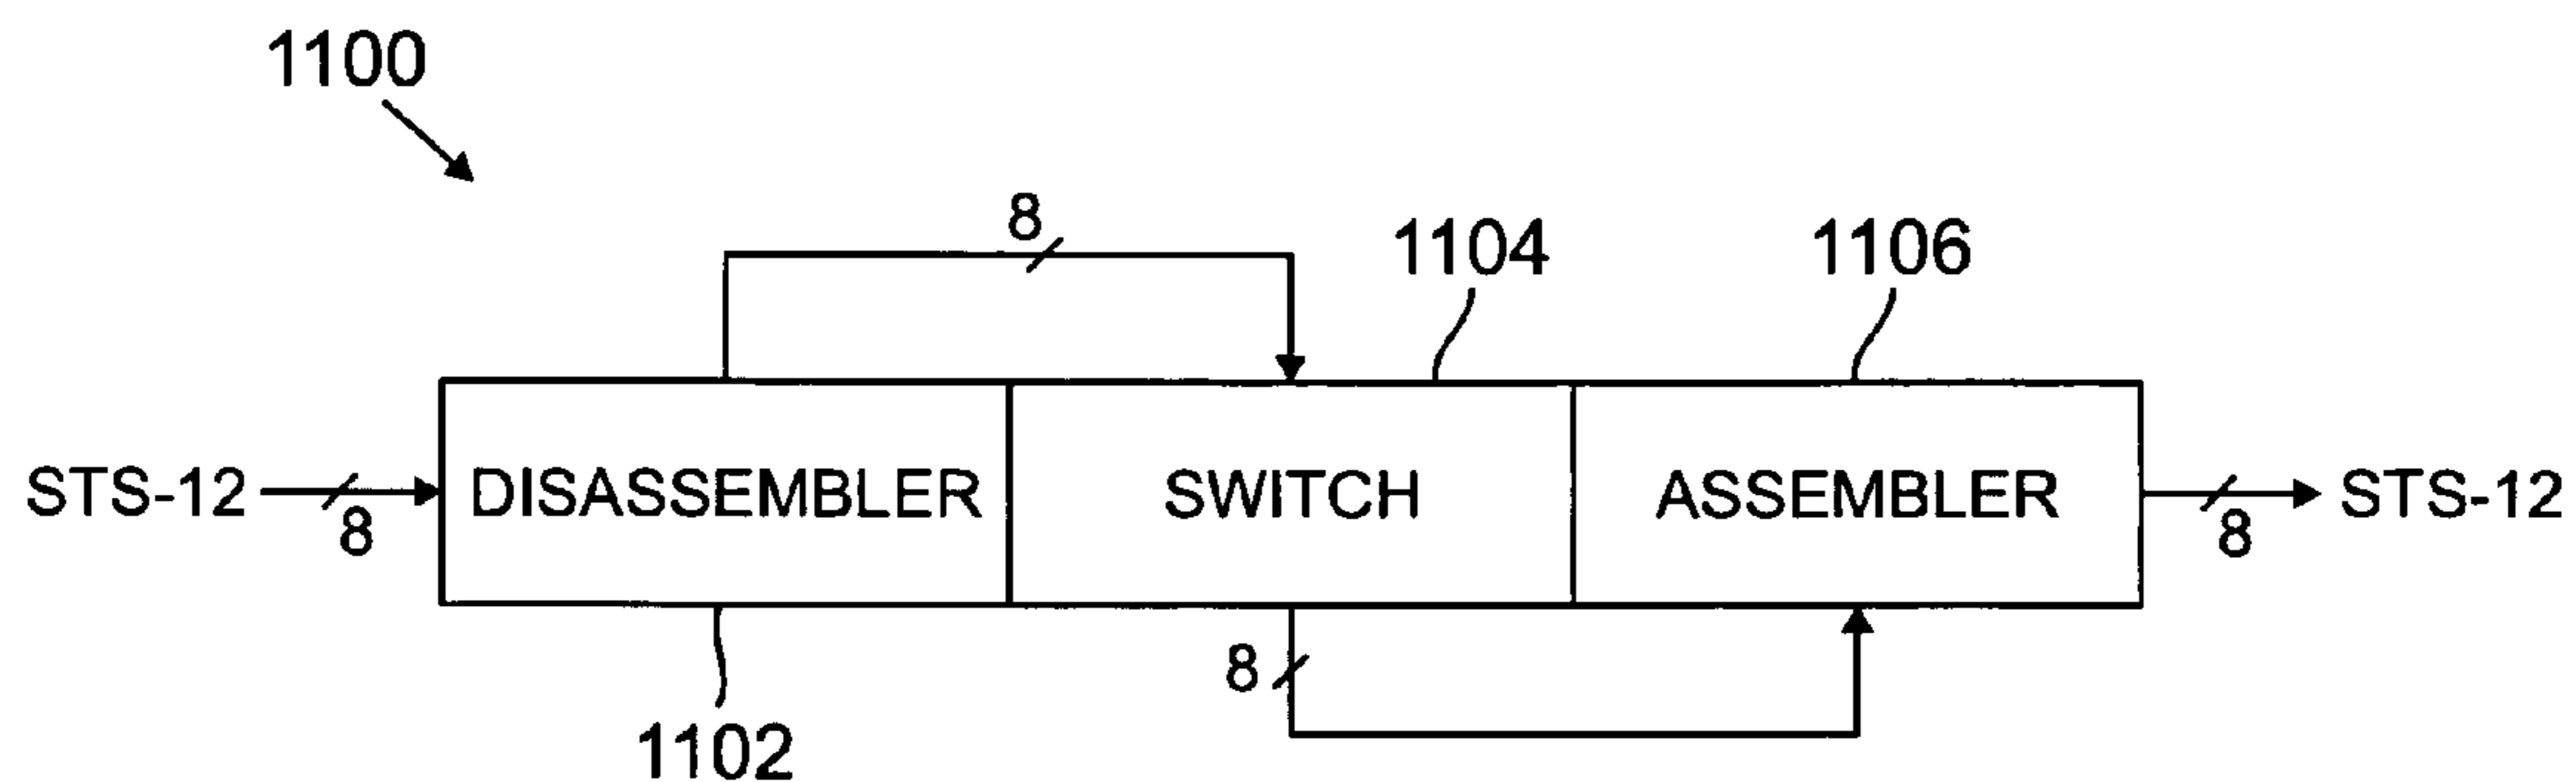 1100
8
1104
1106
STS-12
8
DISASSEMBLER
SWITCH
ASSEMBLER
8
STS-12
8
1102